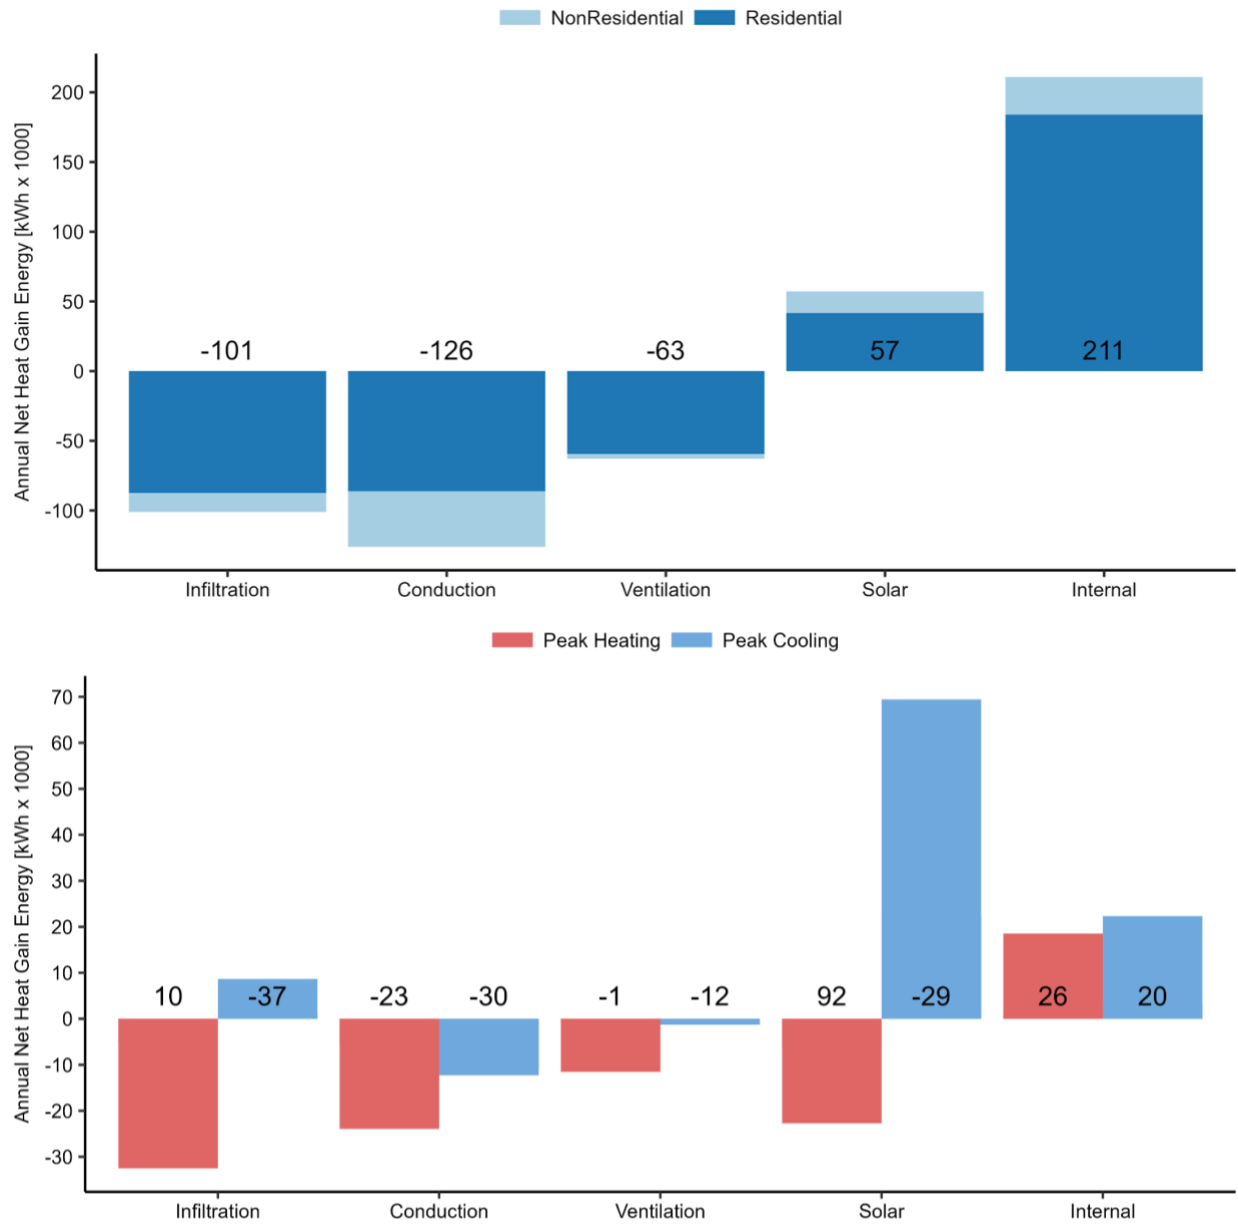 NonResidential Residential
Annual Net Heat Gain Energy [kWh x 1000]
200
150
100
50
0
-50
-100
-101 -126 -63 57 211
Infiltration Conduction Ventilation Solar Internal
Peak Heating Peak Cooling
Annual Net Heat Gain Energy [kWh x 1000]
70
60
50
40
30
20
10
0
-10
-20
-30
10 -37 -23 -30 -1 -12 92 -29 26 20
Infiltration Conduction Ventilation Solar Internal